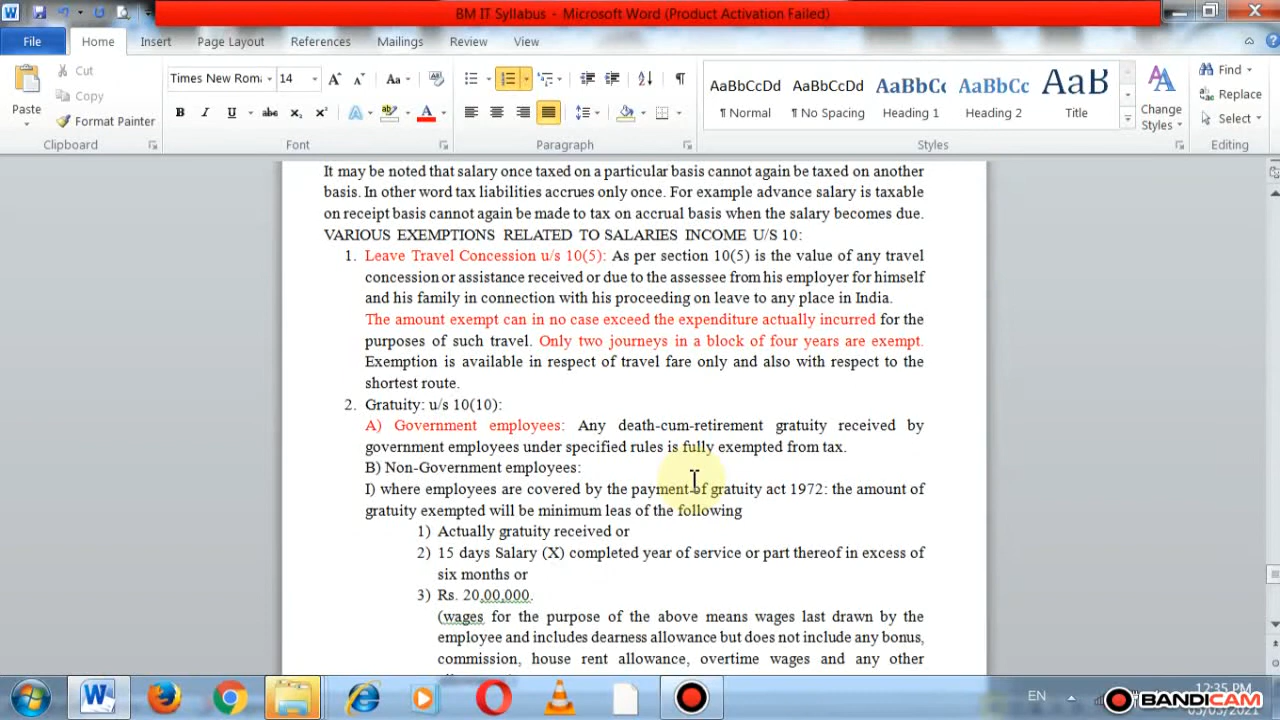 BM IT Syllabus - Microsoft Word (Product Activation Failed)
File Home Insert Page Layout References Mailings Review View
Paste
Cut
Copy
Format Painter
Clipboard
Times New Roma 14
Font
Paragraph
AaBbCcDd AaBbCcDd AaBbCc AaBbCc AaB
¶ Normal ¶ No Spacing Heading 1 Heading 2 Title
Change Styles
Styles
Find
Replace
Select
Editing
It may be noted that salary once taxed on a particular basis cannot again be taxed on another
basis. In other word tax liabilities accrues only once. For example advance salary is taxable
on receipt basis cannot again be made to tax on accrual basis when the salary becomes due.
VARIOUS EXEMPTIONS RELATED TO SALARIES INCOME U/S 10:
1. Leave Travel Concession u/s 10(5): As per section 10(5) is the value of any travel
concession or assistance received or due to the assessee from his employer for himself
and his family in connection with his proceeding on leave to any place in India.
The amount exempt can in no case exceed the expenditure actually incurred for the
purposes of such travel. Only two journeys in a block of four years are exempt.
Exemption is available in respect of travel fare only and also with respect to the
shortest route.
2. Gratuity: u/s 10(10):
A) Government employees: Any death-cum-retirement gratuity received by
government employees under specified rules is fully exempted from tax.
B) Non-Government employees:
I) where employees are covered by the payment of gratuity act 1972: the amount of
gratuity exempted will be minimum leas of the following
1) Actually gratuity received or
2) 15 days Salary (X) completed year of service or part thereof in excess of
six months or
3) Rs. 20,00,000.
(wages for the purpose of the above means wages last drawn by the
employee and includes dearness allowance but does not include any bonus,
commission, house rent allowance, overtime wages and any other
EN
12:35 PM
BANDICAM